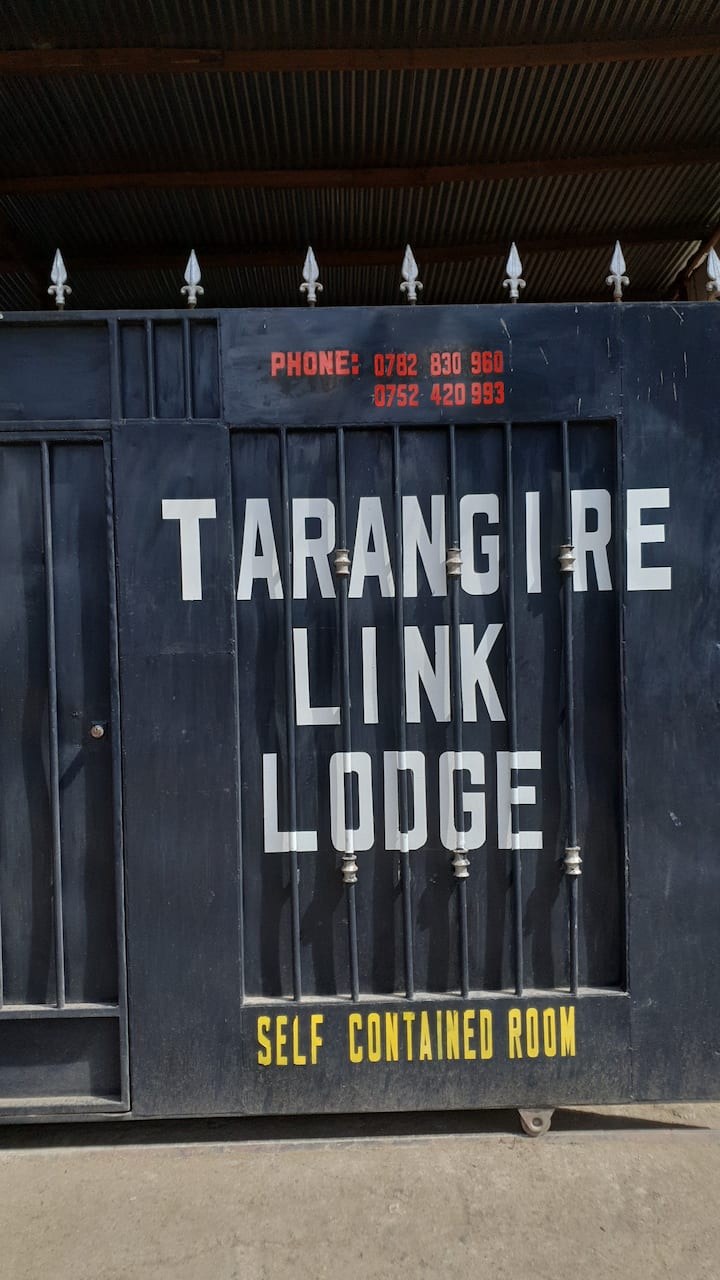 PHONE: 0782 830 960
0752 420 993
TARANGIRE
LINK
LODGE
SELF CONTAINED ROOM